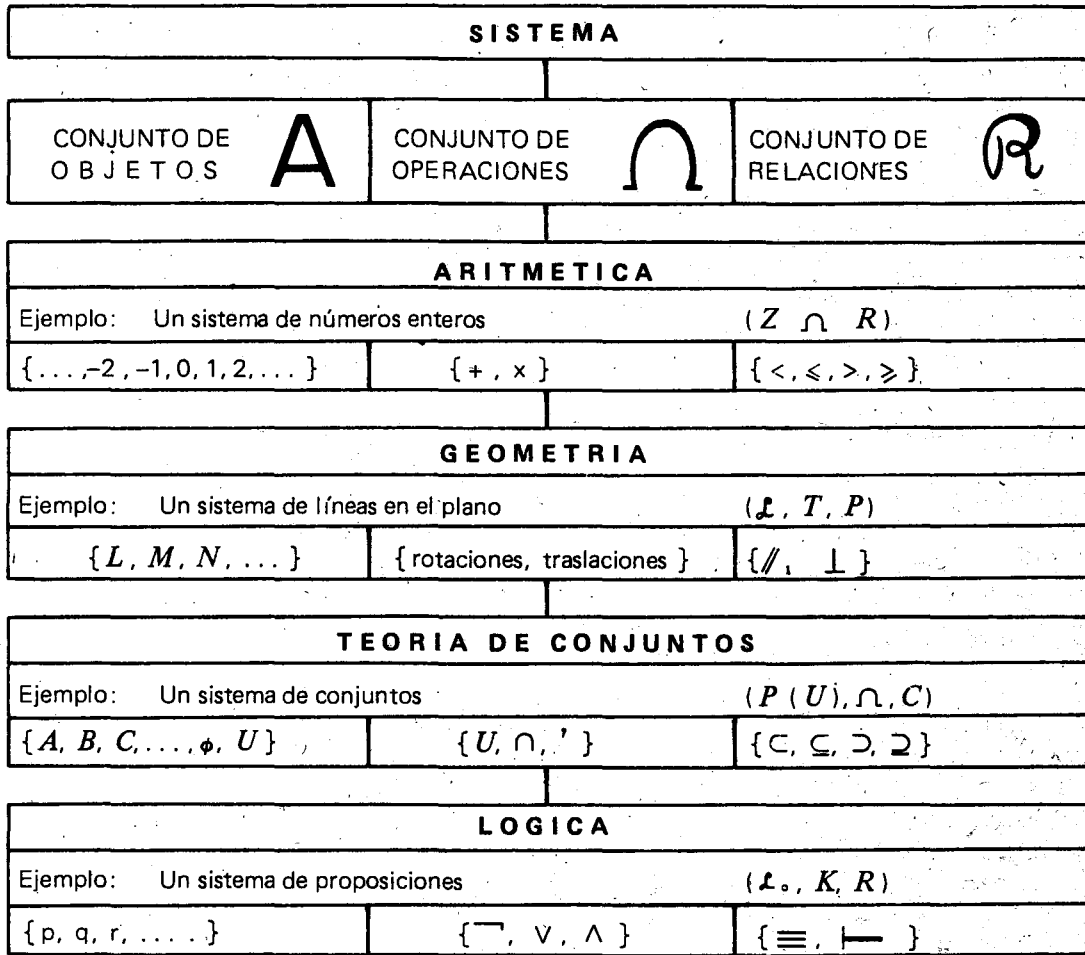 SISTEMA
CONJUNTO DE OBJETOS A
CONJUNTO DE OPERACIONES Ω
CONJUNTO DE RELACIONES ℛ
ARITMETICA
Ejemplo: Un sistema de números enteros (Z ∩ R)
{...,-2,-1,0,1,2,...} {+, x} {<,⩽,>,⩾}
GEOMETRIA
Ejemplo: Un sistema de líneas en el plano (ℒ, T, P)
{L, M, N, ...} {rotaciones, traslaciones} {//, ⊥}
TEORIA DE CONJUNTOS
Ejemplo: Un sistema de conjuntos (P(U), ∩, C)
{A, B, C,...,ϕ, U} {U, ∩, '} {⊂, ⊆, ⊃, ⊇}
LOGICA
Ejemplo: Un sistema de proposiciones (ℒ₀, K, R)
{p, q, r, .....} {¬, ∨, ∧} {≡, ⊢}